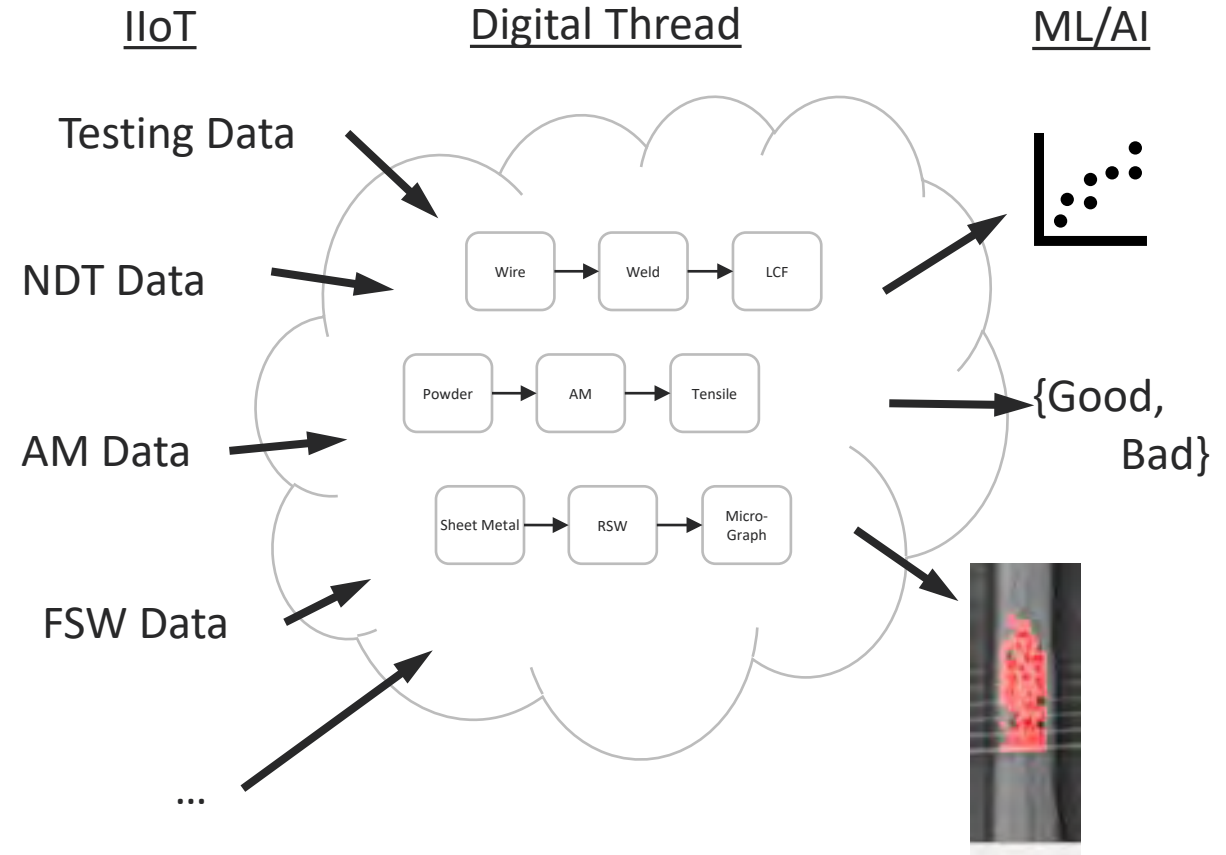 IIoT
Digital Thread
ML/AI
Testing Data
NDT Data
AM Data
FSW Data
...
Wire
Weld
LCF
Powder
AM
Tensile
Sheet Metal
RSW
Micro-
Graph
{Good,
Bad}